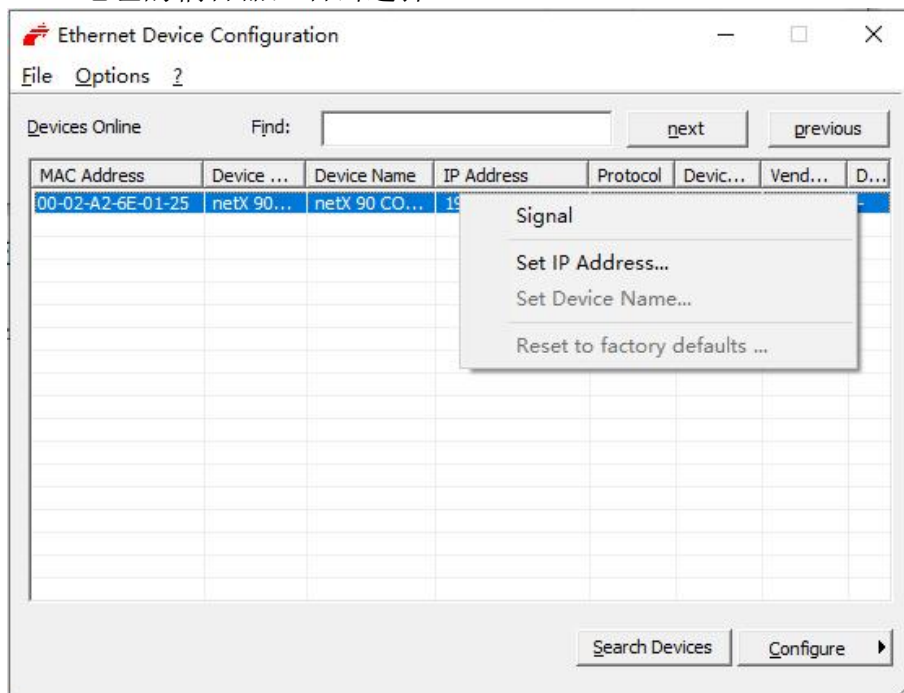 Ethernet Device Configuration
File Options ?
Devices Online Find: next previous
MAC Address Device ... Device Name IP Address Protocol Devic... Vend... D...
00-02-A2-6E-01-25 netX 90... netX 90 CO... 19
Signal
Set IP Address...
Set Device Name...
Reset to factory defaults ...
Search Devices Configure